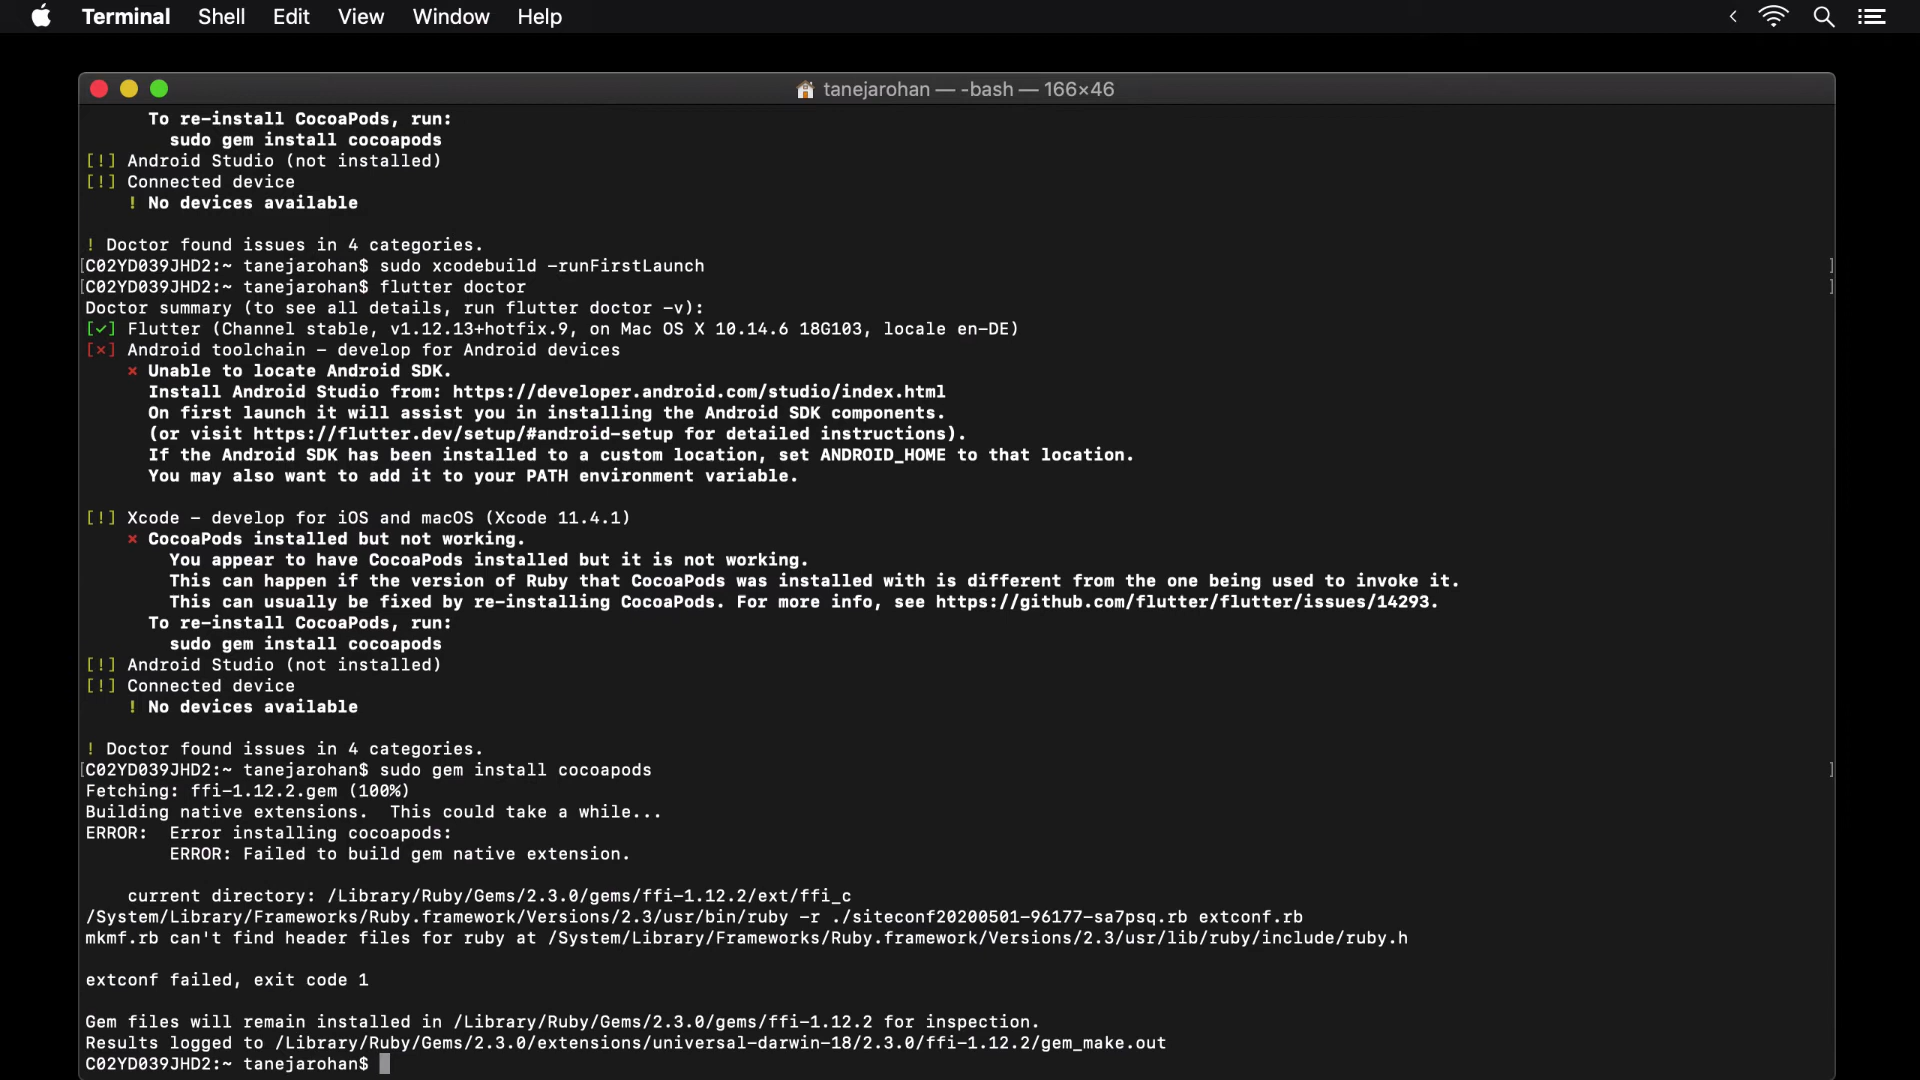 Terminal Shell Edit View Window Help
tanejarohan — -bash — 166×46
To re-install CocoaPods, run:
sudo gem install cocoapods
[!] Android Studio (not installed)
[!] Connected device
! No devices available
! Doctor found issues in 4 categories.
[C02YD039JHD2:~ tanejarohan$ sudo xcodebuild -runFirstLaunch ]
[C02YD039JHD2:~ tanejarohan$ flutter doctor ]
Doctor summary (to see all details, run flutter doctor -v):
[✓] Flutter (Channel stable, v1.12.13+hotfix.9, on Mac OS X 10.14.6 18G103, locale en-DE)
[✗] Android toolchain - develop for Android devices
✗ Unable to locate Android SDK.
Install Android Studio from: https://developer.android.com/studio/index.html
On first launch it will assist you in installing the Android SDK components.
(or visit https://flutter.dev/setup/#android-setup for detailed instructions).
If the Android SDK has been installed to a custom location, set ANDROID_HOME to that location.
You may also want to add it to your PATH environment variable.
[!] Xcode - develop for iOS and macOS (Xcode 11.4.1)
✗ CocoaPods installed but not working.
You appear to have CocoaPods installed but it is not working.
This can happen if the version of Ruby that CocoaPods was installed with is different from the one being used to invoke it.
This can usually be fixed by re-installing CocoaPods. For more info, see https://github.com/flutter/flutter/issues/14293.
To re-install CocoaPods, run:
sudo gem install cocoapods
[!] Android Studio (not installed)
[!] Connected device
! No devices available
! Doctor found issues in 4 categories.
[C02YD039JHD2:~ tanejarohan$ sudo gem install cocoapods ]
Fetching: ffi-1.12.2.gem (100%)
Building native extensions.  This could take a while...
ERROR:  Error installing cocoapods:
ERROR: Failed to build gem native extension.
current directory: /Library/Ruby/Gems/2.3.0/gems/ffi-1.12.2/ext/ffi_c
/System/Library/Frameworks/Ruby.framework/Versions/2.3/usr/bin/ruby -r ./siteconf20200501-96177-sa7psq.rb extconf.rb
mkmf.rb can't find header files for ruby at /System/Library/Frameworks/Ruby.framework/Versions/2.3/usr/lib/ruby/include/ruby.h
extconf failed, exit code 1
Gem files will remain installed in /Library/Ruby/Gems/2.3.0/gems/ffi-1.12.2 for inspection.
Results logged to /Library/Ruby/Gems/2.3.0/extensions/universal-darwin-18/2.3.0/ffi-1.12.2/gem_make.out
C02YD039JHD2:~ tanejarohan$